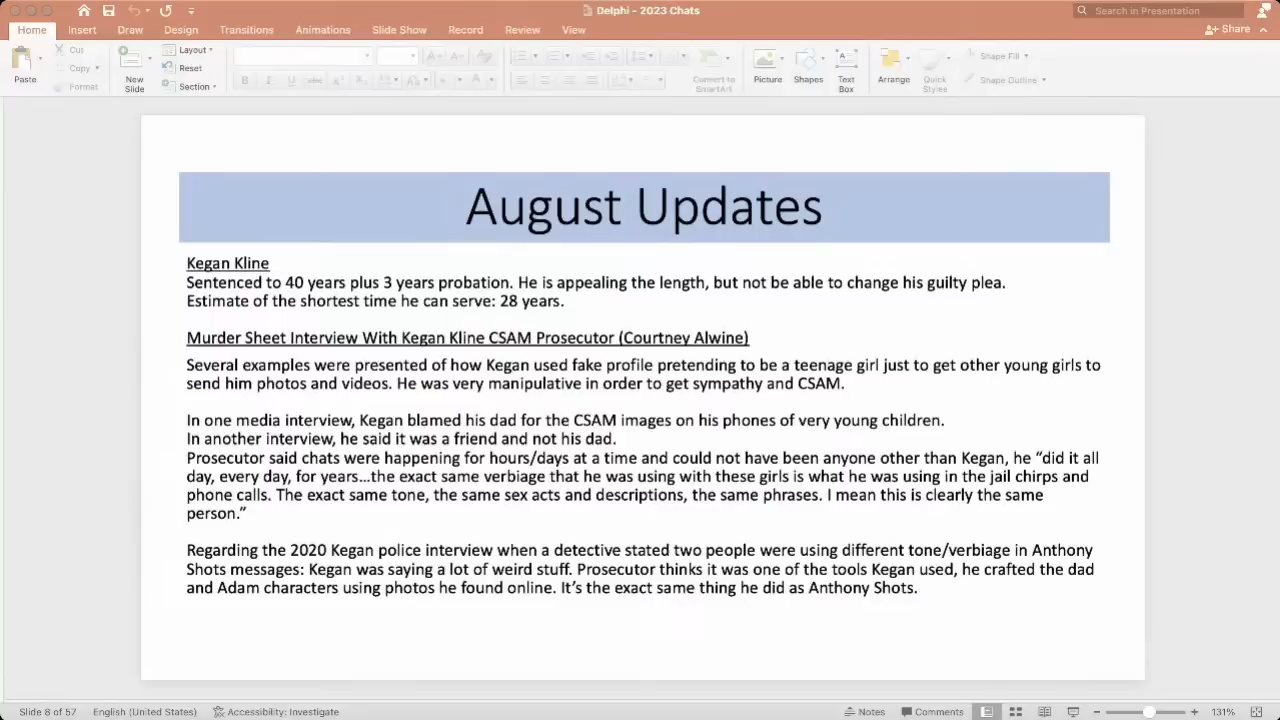 Delphi - 2023 Chats
Search in Presentation
Home Insert Draw Design Transitions Animations Slide Show Record Review View
Share
Paste
Cut
Copy
Format
New
Slide
Layout
Reset
Section
Convert to
SmartArt
Picture
Shapes
Text
Box
Arrange
Quick
Styles
Shape Fill
Shape Outline
August Updates
Kegan Kline
Sentenced to 40 years plus 3 years probation. He is appealing the length, but not be able to change his guilty plea.
Estimate of the shortest time he can serve: 28 years.
Murder Sheet Interview With Kegan Kline CSAM Prosecutor (Courtney Alwine)
Several examples were presented of how Kegan used fake profile pretending to be a teenage girl just to get other young girls to
send him photos and videos. He was very manipulative in order to get sympathy and CSAM.
In one media interview, Kegan blamed his dad for the CSAM images on his phones of very young children.
In another interview, he said it was a friend and not his dad.
Prosecutor said chats were happening for hours/days at a time and could not have been anyone other than Kegan, he “did it all
day, every day, for years…the exact same verbiage that he was using with these girls is what he was using in the jail chirps and
phone calls. The exact same tone, the same sex acts and descriptions, the same phrases. I mean this is clearly the same
person.”
Regarding the 2020 Kegan police interview when a detective stated two people were using different tone/verbiage in Anthony
Shots messages: Kegan was saying a lot of weird stuff. Prosecutor thinks it was one of the tools Kegan used, he crafted the dad
and Adam characters using photos he found online. It’s the exact same thing he did as Anthony Shots.
Slide 8 of 57 English (United States) Accessibility: Investigate Notes Comments 131%